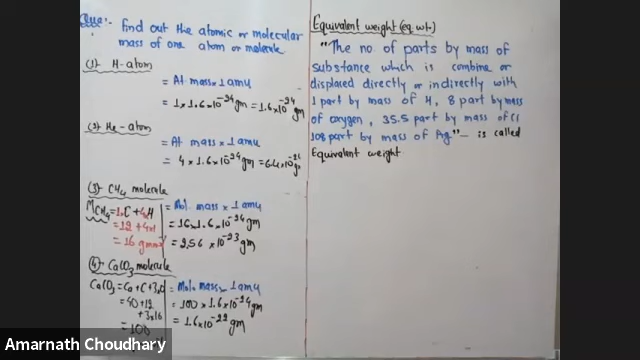 Que:- find out the atomic or molecular
mass of one atom or molecule
(1) H-atom
= At mass × 1 amu
= 1×1.6×10⁻²⁴gm = 1.6×10⁻²⁴ gm
(2) He-atom
= At mass × 1 amu
= 4 × 1.6×10⁻²⁴gm = 6.4×10⁻²⁴ gm
(3) CH₄ molecule
M CH₄ = 1×C + 4H
= 12 + 4×1
= 16
= Mol. mass × 1 amu
= 16×1.6×10⁻²⁴ gm
= 2.56 ×10⁻²³ gm
(4) CaCO₃ molecule
CaCO₃ = Ca + C + 3×O
= 40+12
+3×16
= 100
= Mol. mass × 1 amu
= 100 × 1.6×10⁻²⁴ gm
= 1.6×10⁻²² gm
Equivalent weight (eq. wt.)
"The no. of parts by mass of
substance which is combine or
displaced directly or indirectly with
1 part by mass of H, 8 part by mass
of oxygen, 35.5 part by mass of Cl
108 part by mass of Ag" - is called
Equivalent weight
Amarnath Choudhary